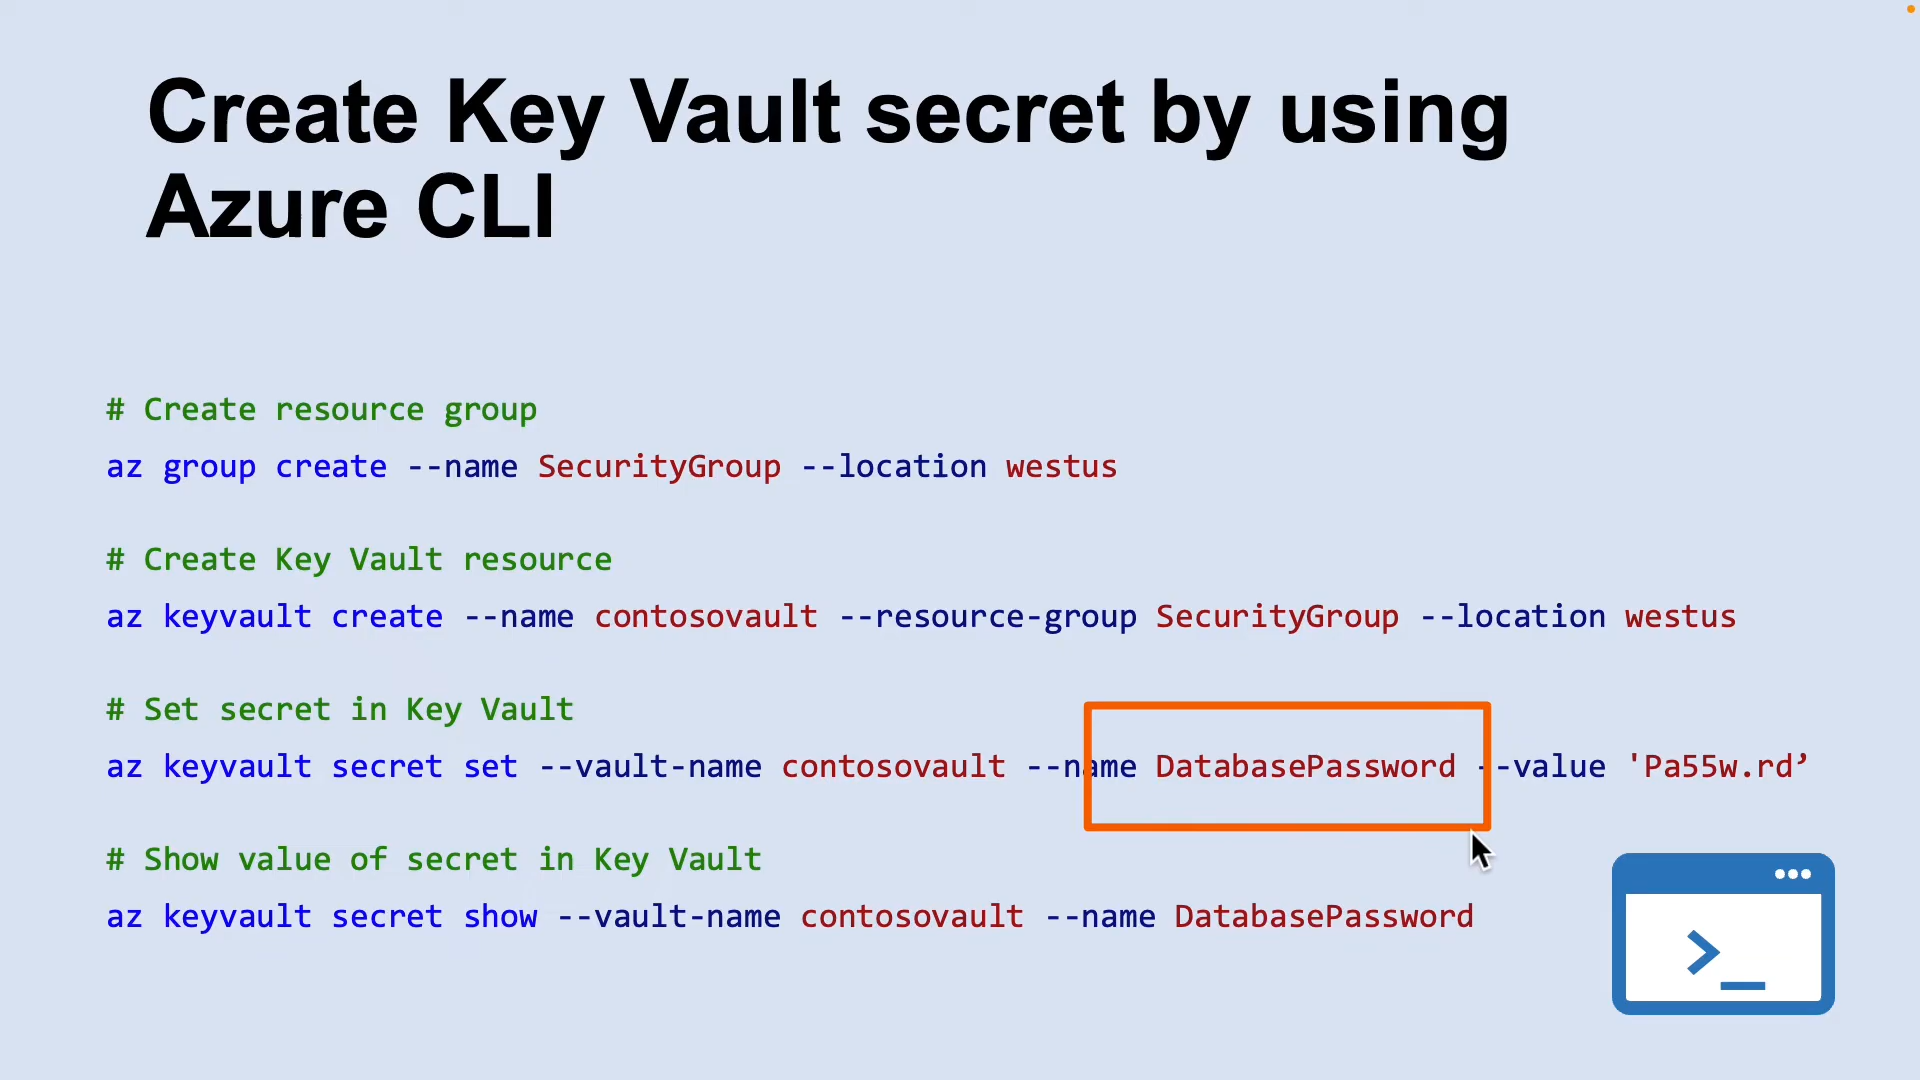 Create Key Vault secret by using
Azure CLI
# Create resource group
az group create --name SecurityGroup --location westus
# Create Key Vault resource
az keyvault create --name contosovault --resource-group SecurityGroup --location westus
# Set secret in Key Vault
az keyvault secret set --vault-name contosovault --name DatabasePassword --value 'Pa55w.rd’
# Show value of secret in Key Vault
az keyvault secret show --vault-name contosovault --name DatabasePassword
>_